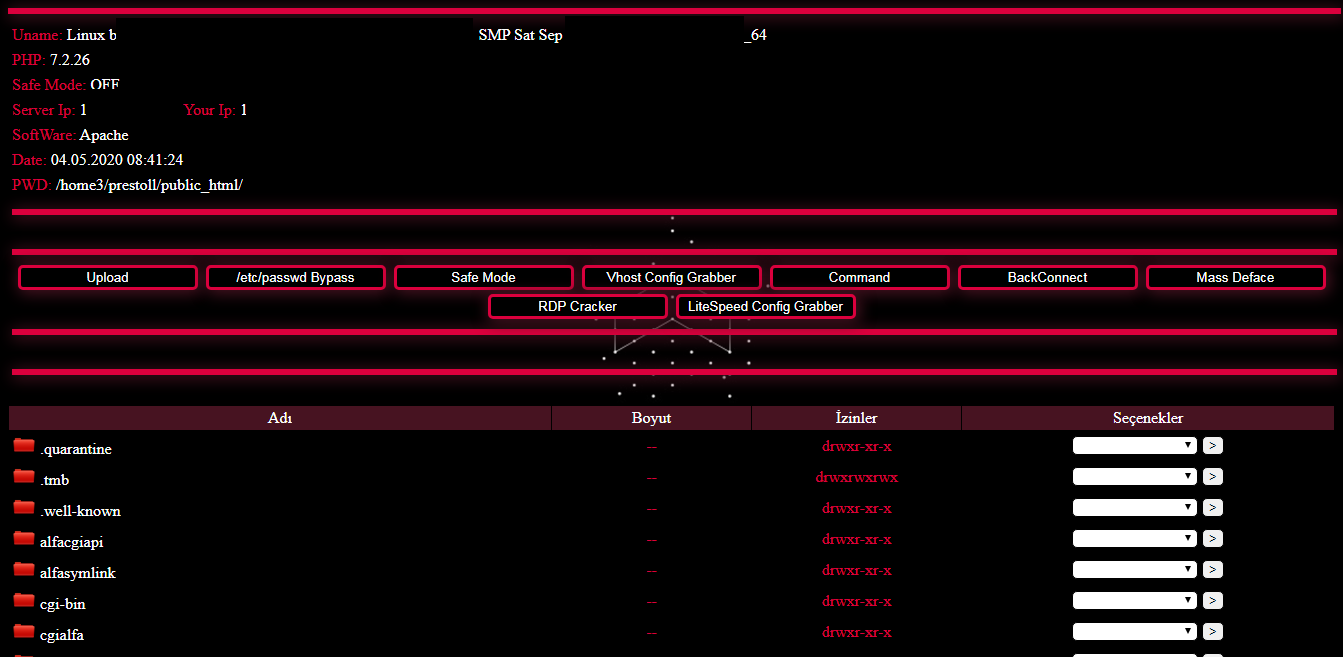 Uname: Linux b SMP Sat Sep _64
PHP: 7.2.26
Safe Mode: OFF
Server Ip: 1 Your Ip: 1
SoftWare: Apache
Date: 04.05.2020 08:41:24
PWD: /home3/prestoll/public_html/
Upload /etc/passwd Bypass Safe Mode Vhost Config Grabber Command BackConnect Mass Deface
RDP Cracker LiteSpeed Config Grabber
Adı Boyut İzinler Seçenekler
.quarantine -- drwxr-xr-x >
.tmb -- drwxrwxrwx >
.well-known -- drwxr-xr-x >
alfacgiapi -- drwxr-xr-x >
alfasymlink -- drwxr-xr-x >
cgi-bin -- drwxr-xr-x >
cgialfa -- drwxr-xr-x >